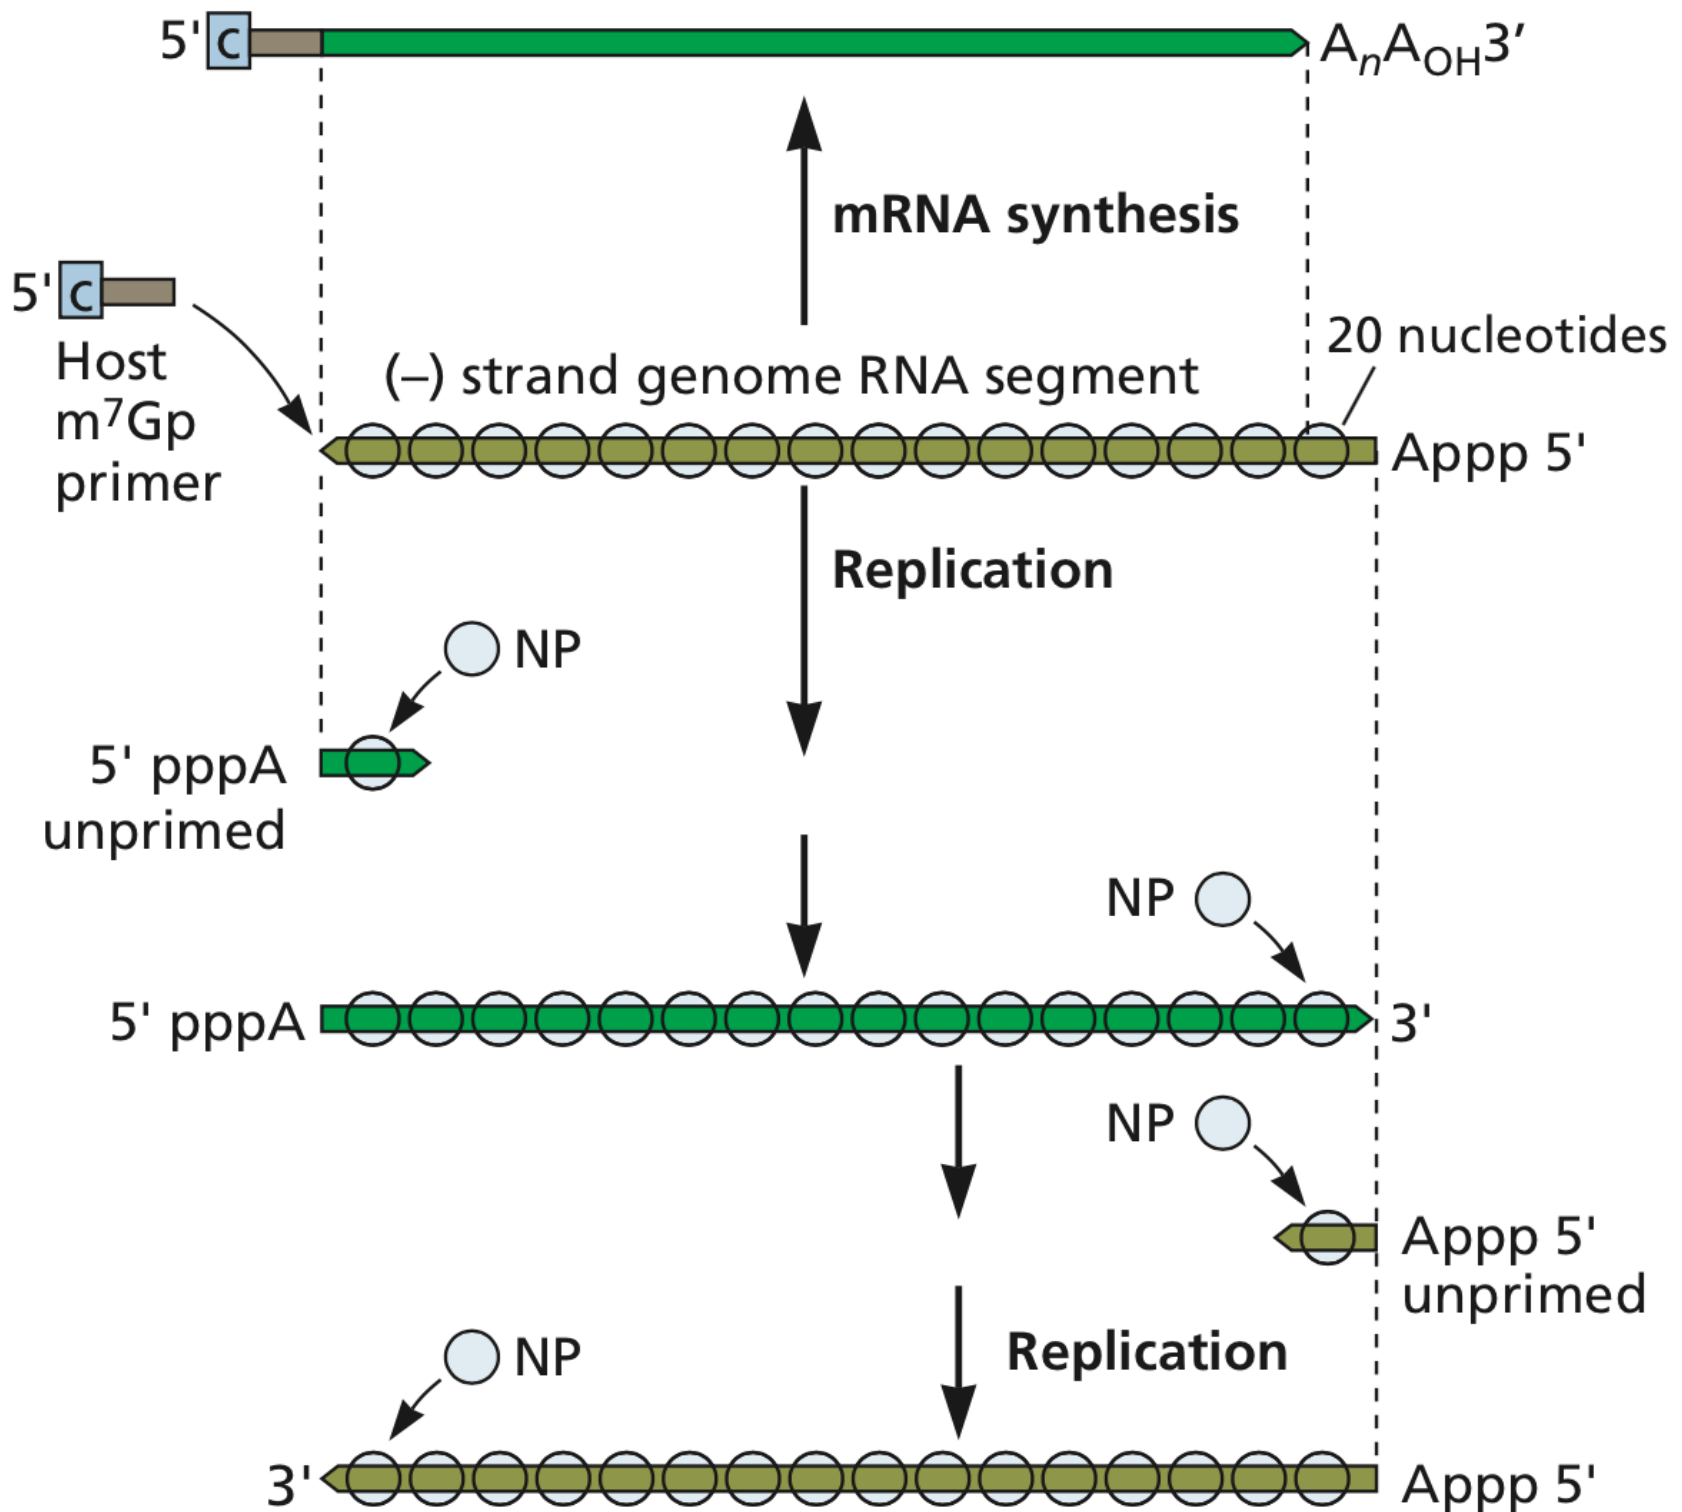 5' C AₙA_OH3′
mRNA synthesis
5' C
Host
m⁷Gp
primer
20 nucleotides
(–) strand genome RNA segment
Appp 5'
Replication
NP
5' pppA
unprimed
NP
5' pppA 3'
NP
Appp 5'
unprimed
Replication
NP
3' Appp 5'